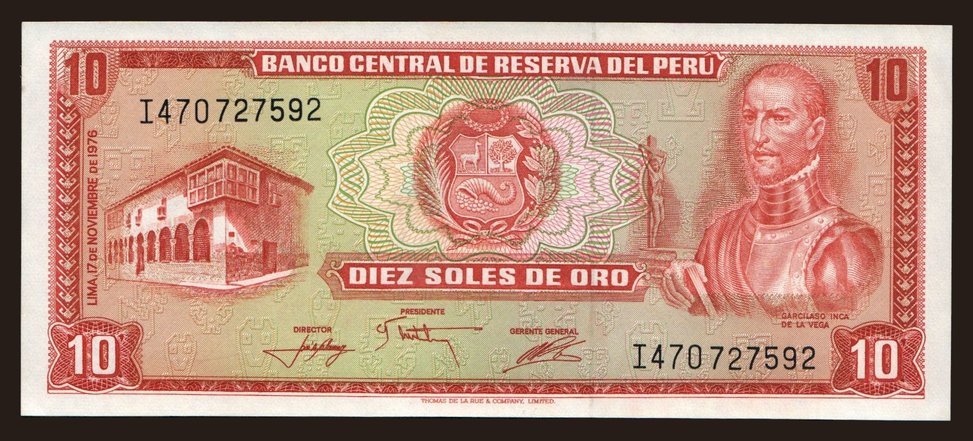 10
BANCO CENTRAL DE RESERVA DEL PERÚ
10
I470727592
LIMA, 17 DE NOVIEMBRE DE 1976
DIEZ SOLES DE ORO
GARCILASO INCA
DE LA VEGA
PRESIDENTE
DIRECTOR
GERENTE GENERAL
I470727592
10
10
THOMAS DE LA RUE & COMPANY, LIMITED.